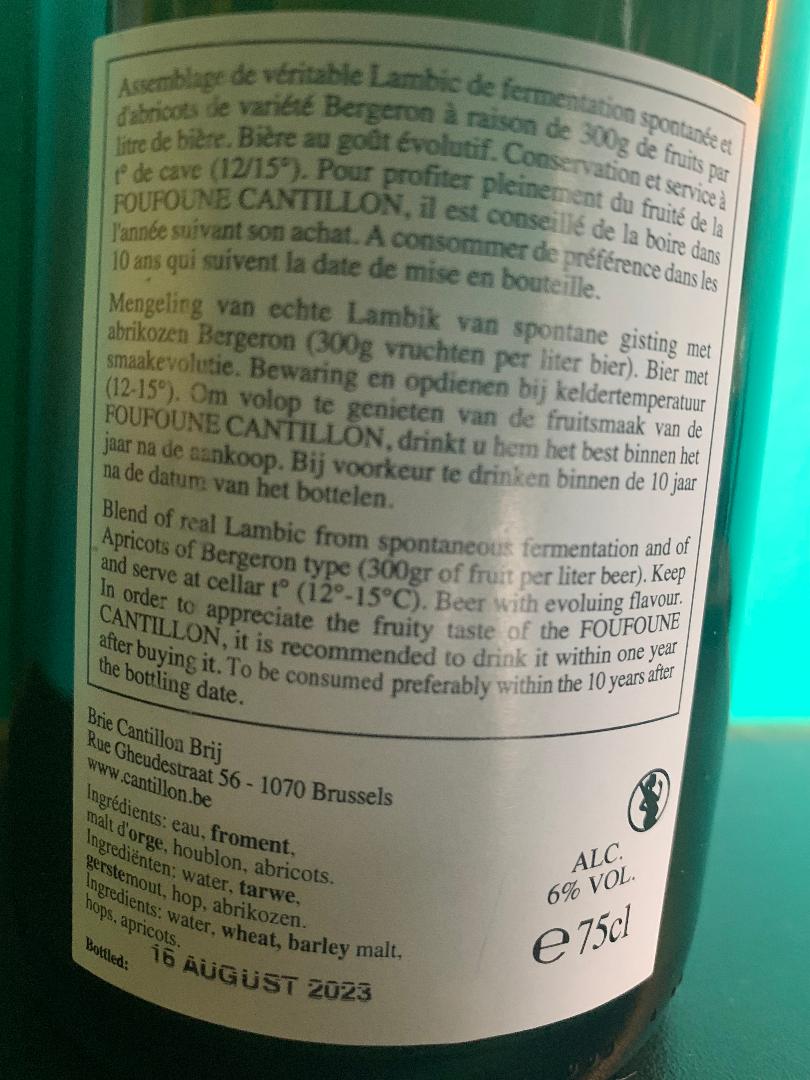 Assemblage de véritable Lambic de fermentation spontanée et
d'abricots de variété Bergeron à raison de 300g de fruits par
litre de bière. Bière au goût évolutif. Conservation et service à
t° de cave (12/15°). Pour profiter pleinement du fruité de la
FOUFOUNE CANTILLON, il est conseillé de la boire dans
l'année suivant son achat. A consommer de préférence dans les
10 ans qui suivent la date de mise en bouteille.
Mengeling van echte Lambik van spontane gisting met
abrikozen Bergeron (300g vruchten per liter bier). Bier met
smaakevolutie. Bewaring en opdienen bij keldertemperatuur
(12-15°). Om volop te genieten van de fruitsmaak van de
FOUFOUNE CANTILLON, drinkt u hem het best binnen het
jaar na de aankoop. Bij voorkeur te drinken binnen de 10 jaar
na de datum van het bottelen.
Blend of real Lambic from spontaneous fermentation and of
Apricots of Bergeron type (300gr of fruit per liter beer). Keep
and serve at cellar t° (12°-15°C). Beer with evoluing flavour.
In order to appreciate the fruity taste of the FOUFOUNE
CANTILLON, it is recommended to drink it within one year
after buying it. To be consumed preferably within the 10 years after
the bottling date.
Brie Cantillon Brij
Rue Gheudestraat 56 - 1070 Brussels
www.cantillon.be
Ingrédients: eau, froment,
malt d'orge, houblon, abricots.
Ingrediënten: water, tarwe,
gerstemout, hop, abrikozen.
Ingredients: water, wheat, barley malt,
hops, apricots.
Bottled: 16 AUGUST 2023
ALC.
6% VOL.
e 75cl